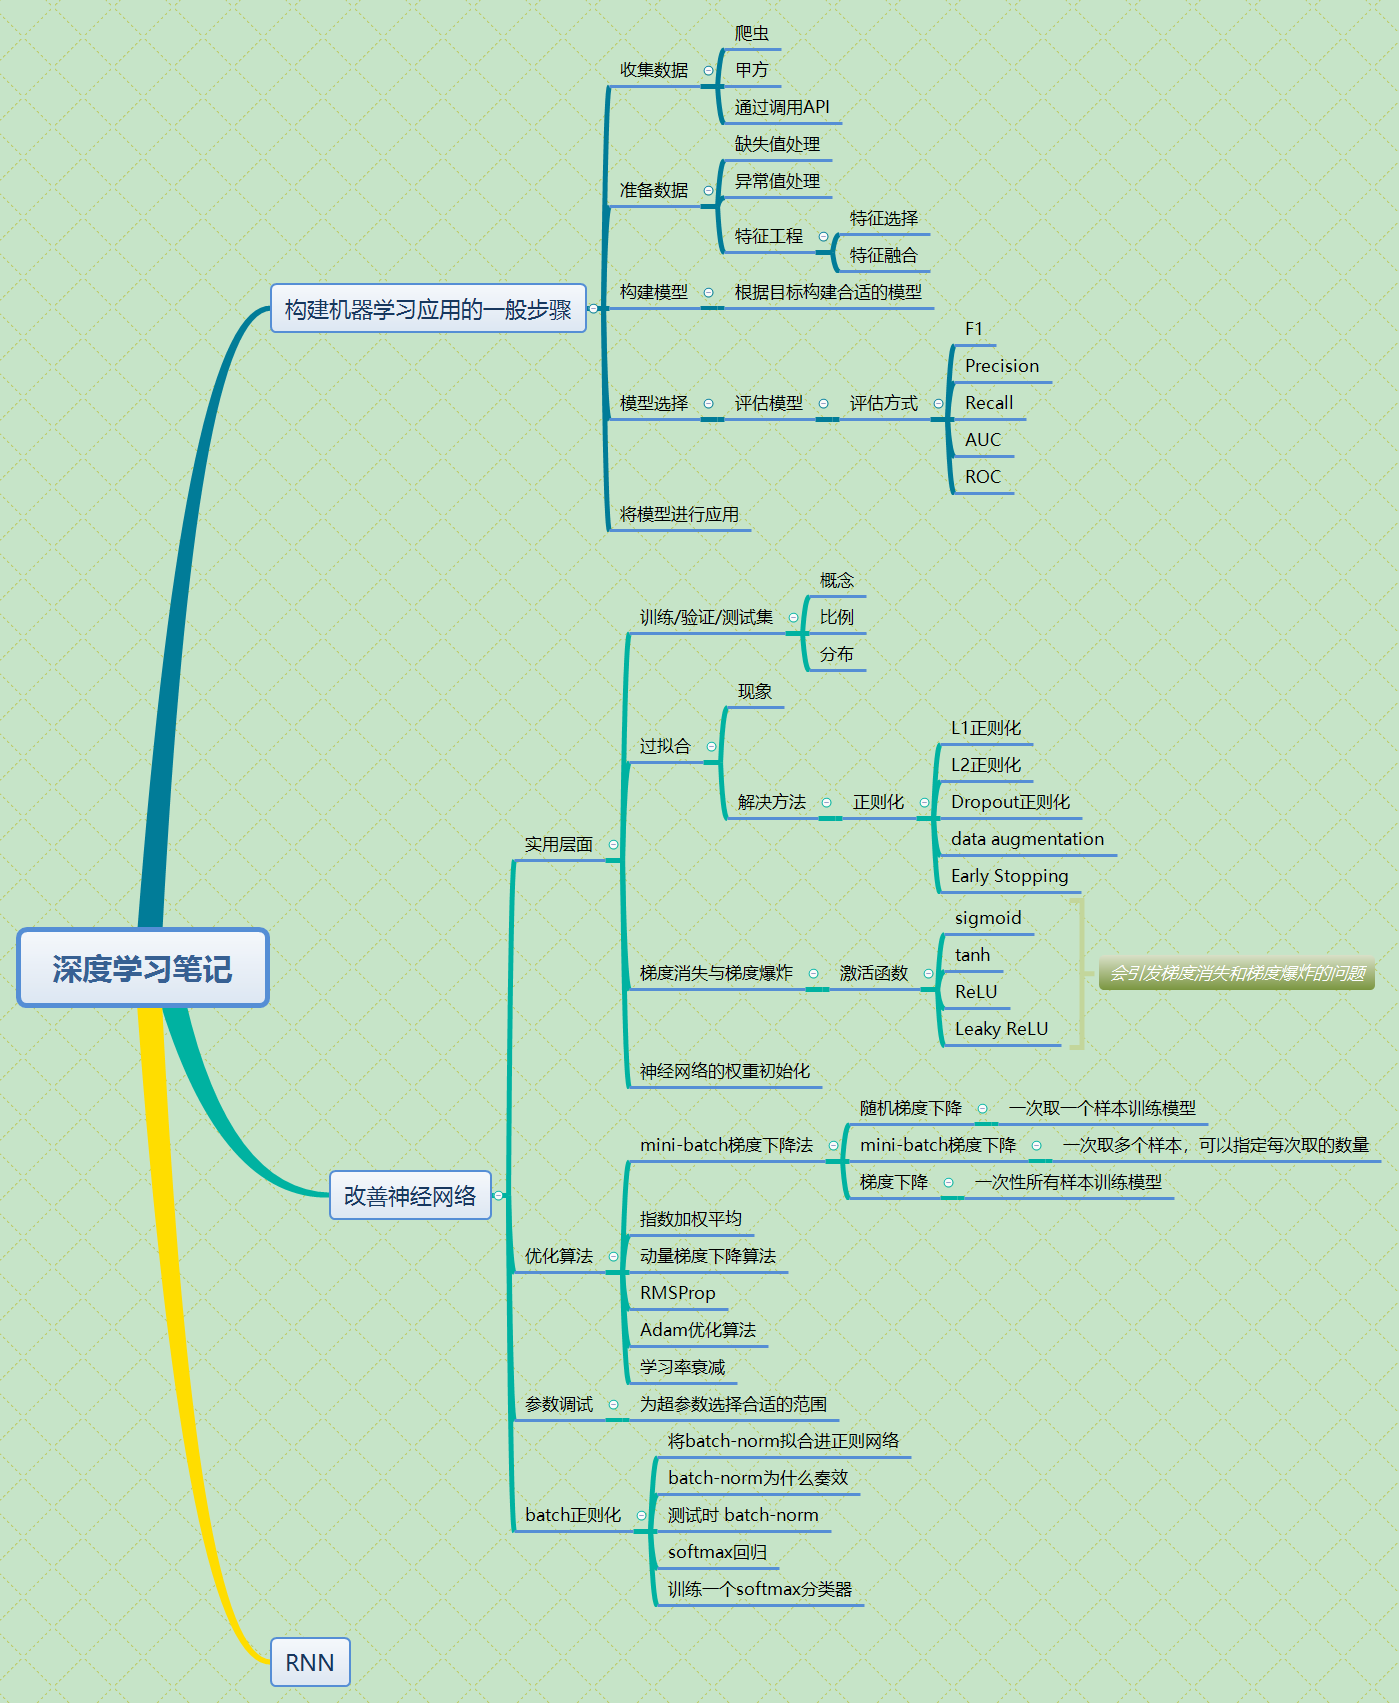 深度学习笔记
构建机器学习应用的一般步骤
收集数据
爬虫
甲方
通过调用API
准备数据
缺失值处理
异常值处理
特征工程
特征选择
特征融合
构建模型
根据目标构建合适的模型
模型选择
评估模型
评估方式
F1
Precision
Recall
AUC
ROC
将模型进行应用
改善神经网络
实用层面
训练/验证/测试集
概念
比例
分布
过拟合
现象
解决方法
正则化
L1正则化
L2正则化
Dropout正则化
data augmentation
Early Stopping
梯度消失与梯度爆炸
激活函数
sigmoid
tanh
ReLU
Leaky ReLU
会引发梯度消失和梯度爆炸的问题
神经网络的权重初始化
优化算法
mini-batch梯度下降法
随机梯度下降
一次取一个样本训练模型
mini-batch梯度下降
一次取多个样本，可以指定每次取的数量
梯度下降
一次性所有样本训练模型
指数加权平均
动量梯度下降算法
RMSProp
Adam优化算法
学习率衰减
参数调试
为超参数选择合适的范围
batch正则化
将batch-norm拟合进正则网络
batch-norm为什么奏效
测试时 batch-norm
softmax回归
训练一个softmax分类器
RNN